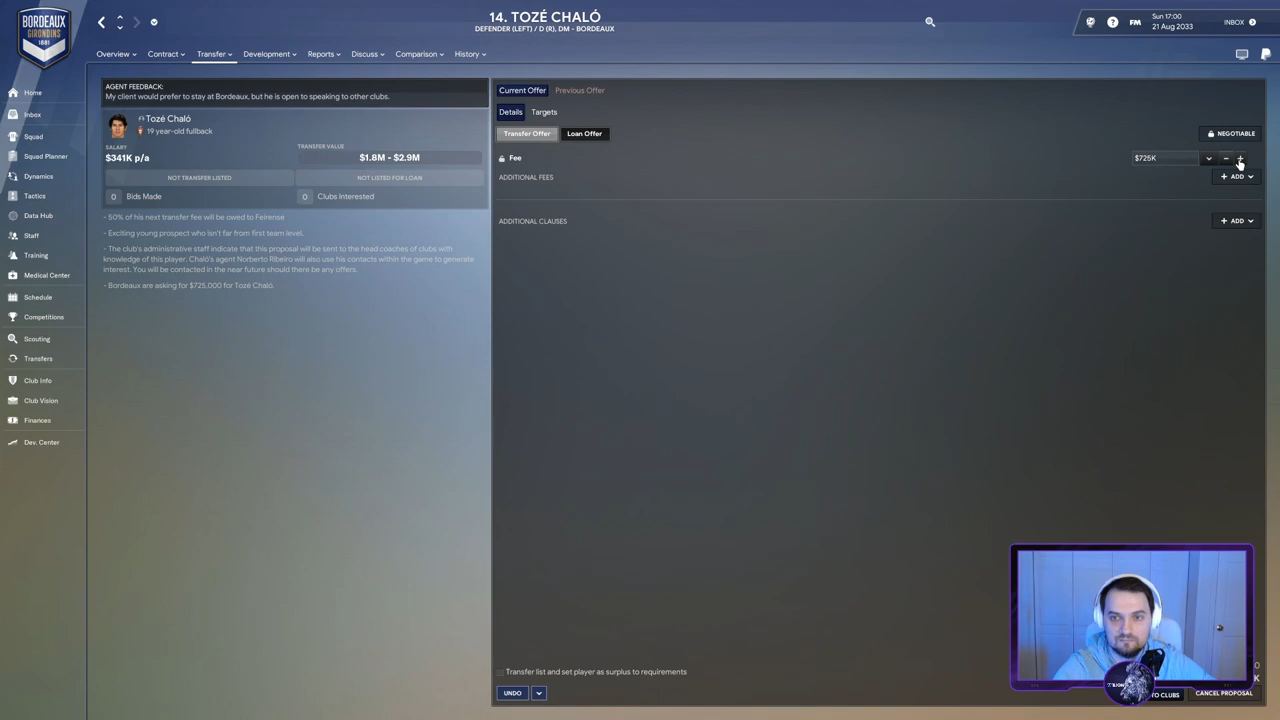 BORDEAUX
GIRONDINS
1881
14. TOZÉ CHALÓ
DEFENDER (LEFT) / D (R), DM - BORDEAUX
FM
Sun 17:00
21 Aug 2033
INBOX
Overview
Contract
Transfer
Development
Reports
Discuss
Comparison
History
Home
Inbox
Squad
Squad Planner
Dynamics
Tactics
Data Hub
Staff
Training
Medical Center
Schedule
Competitions
Scouting
Transfers
Club Info
Club Vision
Finances
Dev. Center
AGENT FEEDBACK:
My client would prefer to stay at Bordeaux, but he is open to speaking to other clubs.
Tozé Chaló
19 year-old fullback
SALARY
$341K p/a
TRANSFER VALUE
$1.8M - $2.9M
NOT TRANSFER LISTED
NOT LISTED FOR LOAN
0 Bids Made
0 Clubs Interested
- 50% of his next transfer fee will be owed to Feirense
- Exciting young prospect who isn't far from first team level.
- The club's administrative staff indicate that this proposal will be sent to the head coaches of clubs with
knowledge of this player. Chaló's agent Norberto Ribeiro will also use his contacts within the game to generate
interest. You will be contacted in the near future should there be any offers.
- Bordeaux are asking for $725,000 for Tozé Chaló.
Current Offer
Previous Offer
Details
Targets
Transfer Offer
Loan Offer
NEGOTIABLE
Fee
$725K
ADDITIONAL FEES
+ ADD
ADDITIONAL CLAUSES
+ ADD
Transfer list and set player as surplus to requirements
UNDO
TO CLUBS
CANCEL PROPOSAL